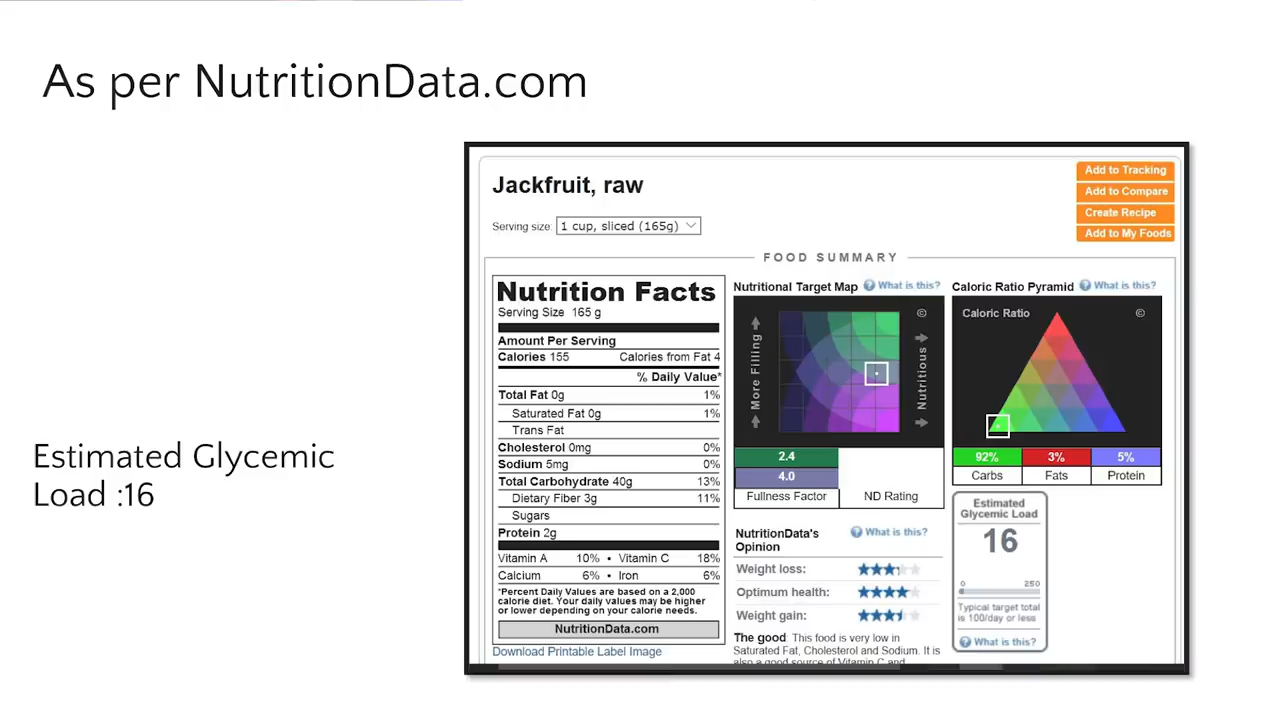 As per NutritionData.com
Estimated Glycemic
Load :16
Jackfruit, raw
Serving size: 1 cup, sliced (165g)
Add to Tracking
Add to Compare
Create Recipe
Add to My Foods
FOOD SUMMARY
Nutrition Facts
Serving Size 165 g
Amount Per Serving
Calories 155 Calories from Fat 4
% Daily Value*
Total Fat 0g 1%
Saturated Fat 0g 1%
Trans Fat
Cholesterol 0mg 0%
Sodium 5mg 0%
Total Carbohydrate 40g 13%
Dietary Fiber 3g 11%
Sugars
Protein 2g
Vitamin A 10% • Vitamin C 18%
Calcium 6% • Iron 6%
*Percent Daily Values are based on a 2,000
calorie diet. Your daily values may be higher
or lower depending on your calorie needs.
NutritionData.com
Download Printable Label Image
Nutritional Target Map What is this?
©
More Filling
Nutritious
2.4
4.0
Fullness Factor ND Rating
NutritionData's
Opinion
What is this?
Weight loss:
Optimum health:
Weight gain:
The good: This food is very low in
Saturated Fat, Cholesterol and Sodium. It is
also a good source of Vitamin C and
Caloric Ratio Pyramid What is this?
Caloric Ratio ©
92% 3% 5%
Carbs Fats Protein
Estimated
Glycemic Load
16
0 250
Typical target total
is 100/day or less
What is this?